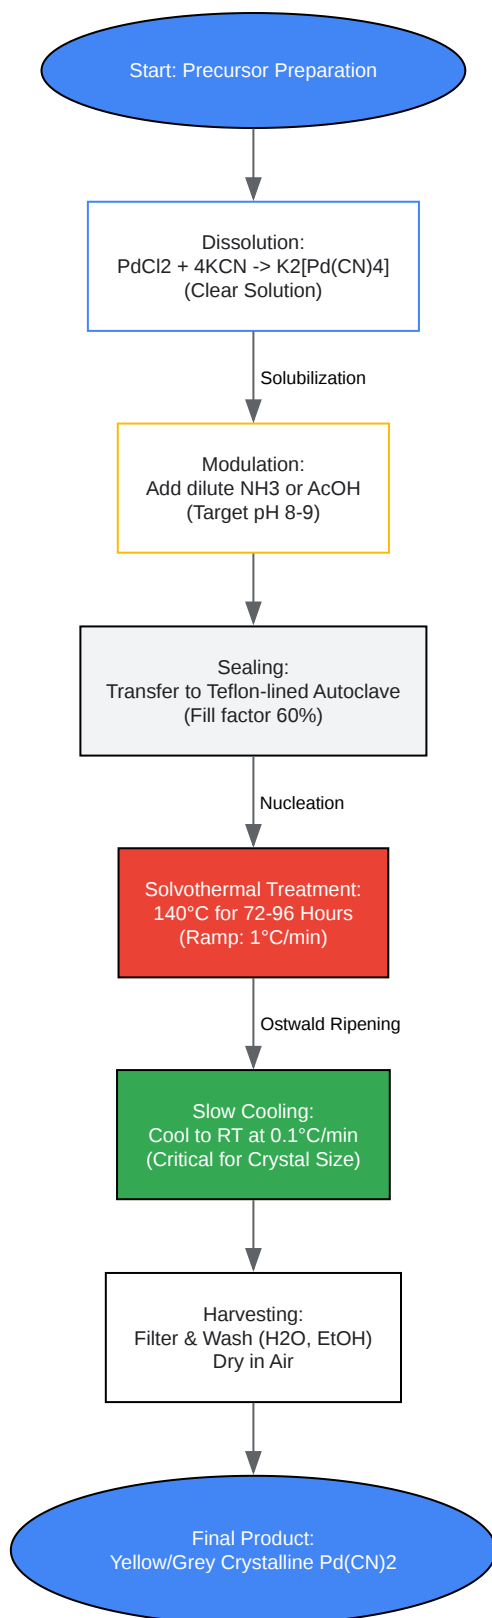 Start: Precursor Preparation
Dissolution:
PdCl2 + 4KCN -> K2[Pd(CN)4]
(Clear Solution)
Solubilization
Modulation:
Add dilute NH3 or AcOH
(Target pH 8-9)
Sealing:
Transfer to Teflon-lined Autoclave
(Fill factor 60%)
Nucleation
Solvothermal Treatment:
140°C for 72-96 Hours
(Ramp: 1°C/min)
Ostwald Ripening
Slow Cooling:
Cool to RT at 0.1°C/min
(Critical for Crystal Size)
Harvesting:
Filter & Wash (H2O, EtOH)
Dry in Air
Final Product:
Yellow/Grey Crystalline Pd(CN)2